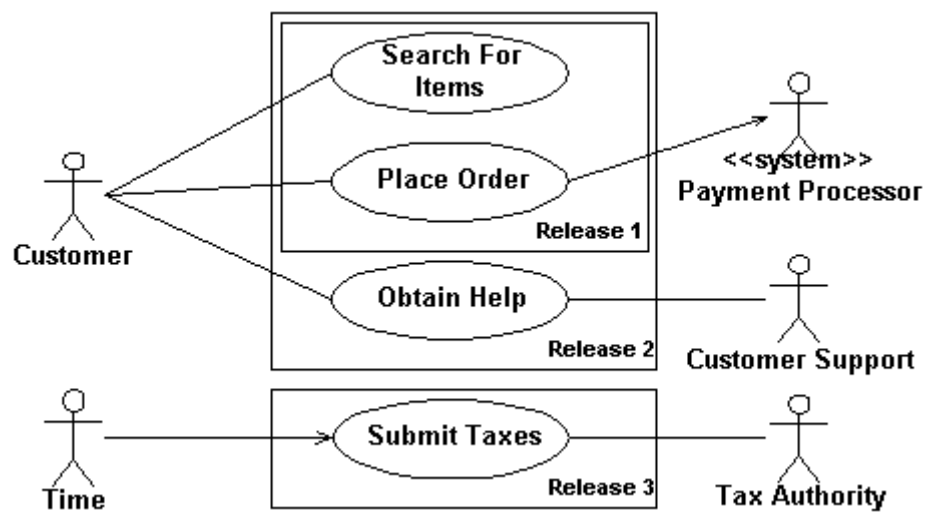 Search For
Items
<<system>>
Payment Processor
Place Order
Release 1
Customer
Obtain Help
Release 2
Customer Support
Submit Taxes
Release 3
Time
Tax Authority